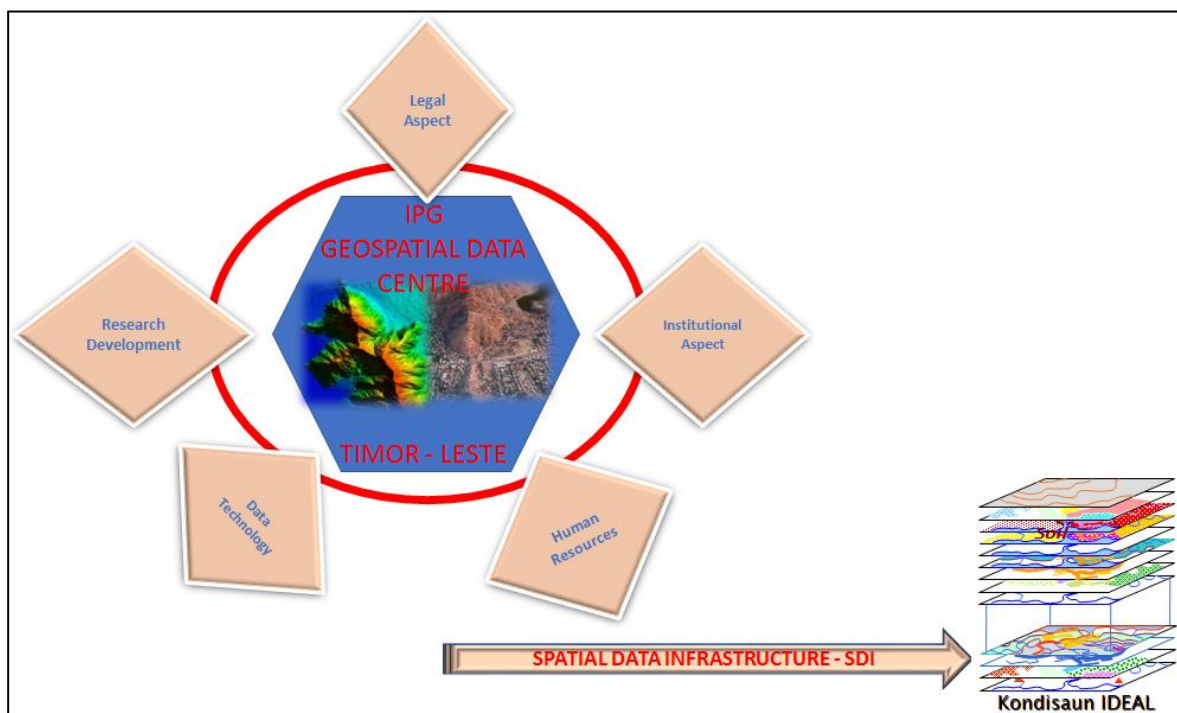 Legal
Aspect
IPG
GEOSPATIAL DATA
CENTRE
Research
Development
Institutional
Aspect
TIMOR - LESTE
Data
Technology
Human
Resources
Soil
SPATIAL DATA INFRASTRUCTURE - SDI
Kondisaun IDEAL